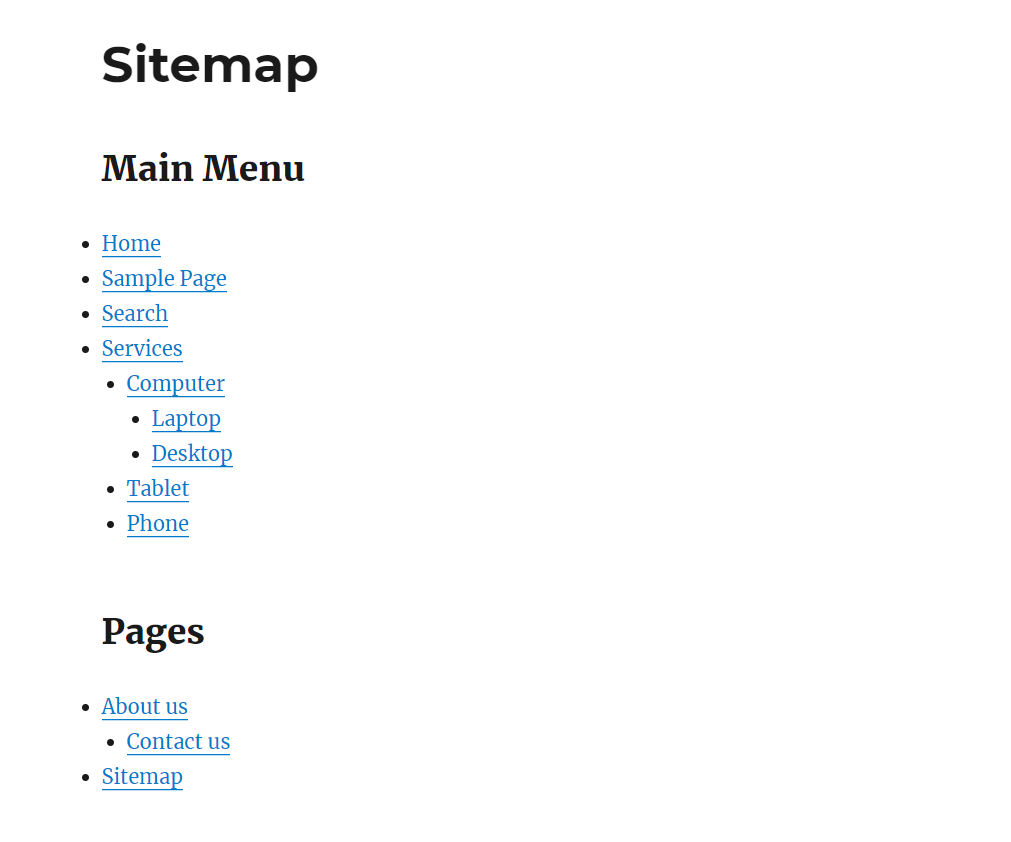 Sitemap
Main Menu
Home
Sample Page
Search
Services
Computer
Laptop
Desktop
Tablet
Phone
Pages
About us
Contact us
Sitemap